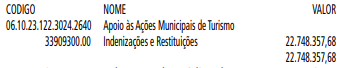 CODIGO NOME VALOR
06.10.23.122.3024.2640 Apoio às Ações Municipais de Turismo
33909300.00 Indenizações e Restituições 22.748.357,68
22.748.357,68